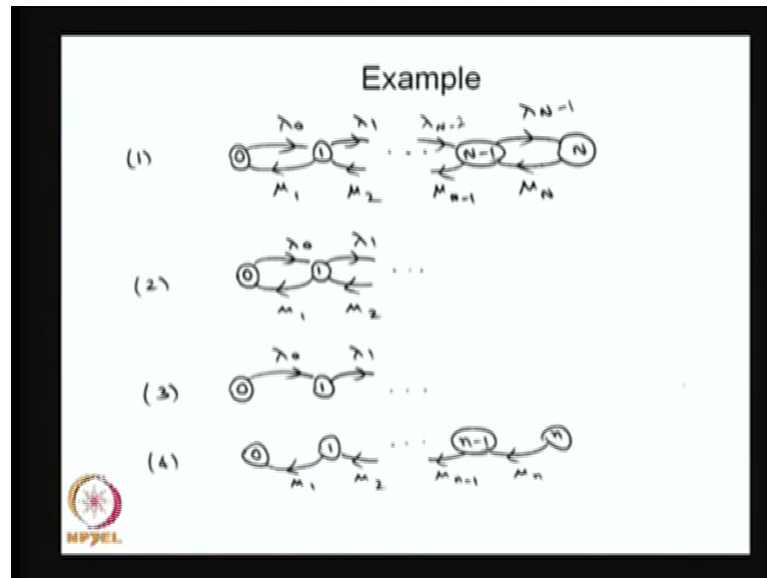 Example
λ0 λ1 λN-2 λN-1
(1) 0 1 ... N-1 N
μ1 μ2 μn-1 μN
λ0 λ1
(2) 0 1 ...
μ1 μ2
λ0 λ1
(3) 0 1 ...
(4) 0 1 ... n-1 n
μ1 μ2 μn-1 μn
NPTEL